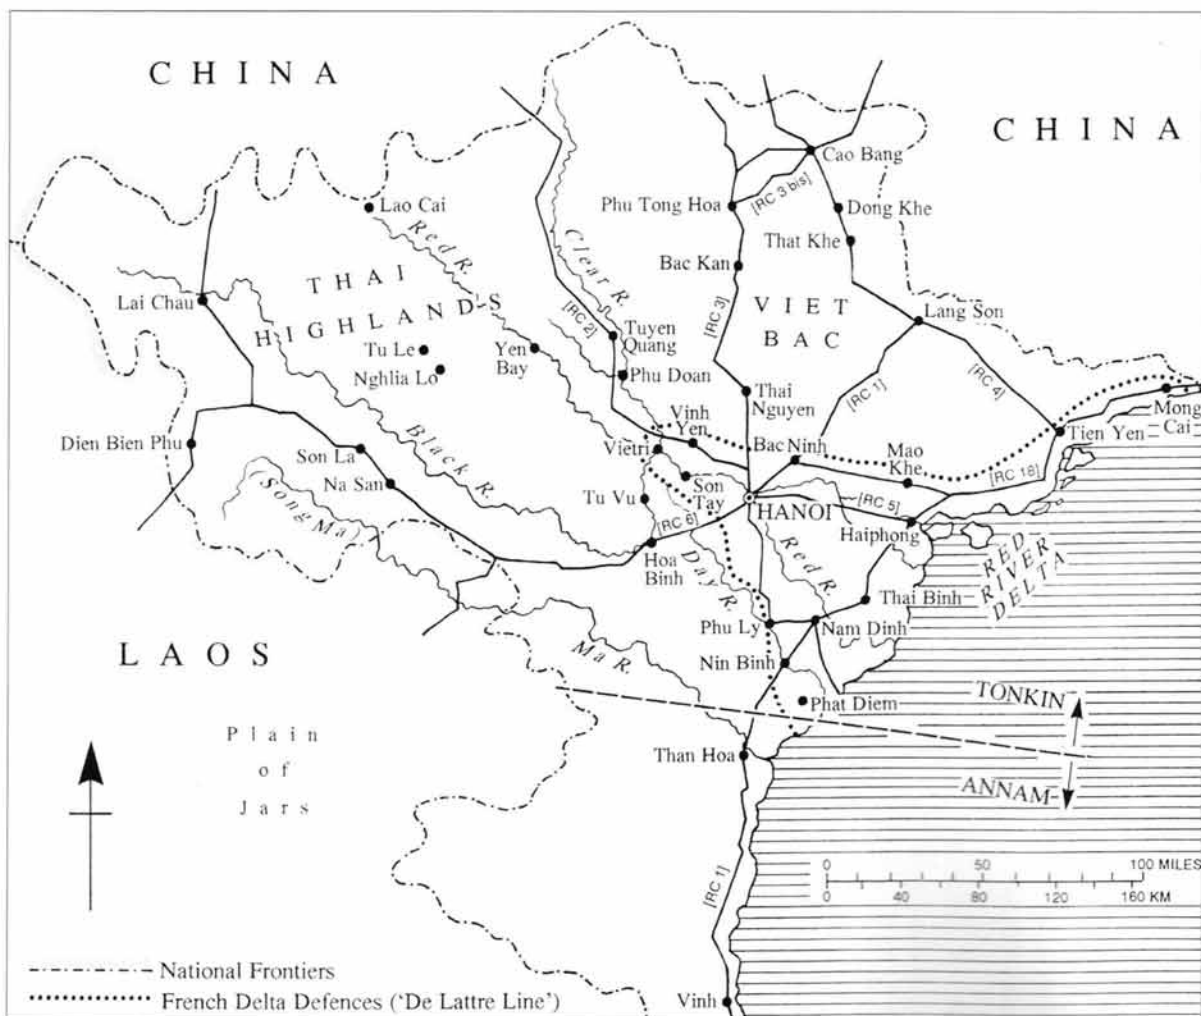 CHINA
CHINA
Cao Bang
[RC 3 bis]
Lao Cai
Phu Tong Hoa
Dong Khe
Red R.
Clear R.
That Khe
THAI
HIGHLANDS
Bac Kan
VIET
BAC
Lai Chau
[RC 2]
[RC 3]
Lang Son
Tuyen
Quang
Tu Le
Yen
Bay
Nghlia Lo
Phu Doan
[RC 1]
[RC 4]
Thai
Nguyen
Mong
Cai
Vinh
Yen
Tien Yen
Dien Bien Phu
Bac Ninh
Vietri
Mao
Khe
Son La
Black R.
Son
Tay
[RC 18]
Na San
Tu Vu
(Song Ma)
HANOI
[RC 5]
[RC 6]
Haiphong
Hoa
Binh
Day R.
Red R.
RED
RIVER
DELTA
Thai Binh
Phu Ly
Nam Dinh
LAOS
Ma R.
Nin Binh
TONKIN
Phat Diem
Plain
of
Jars
Than Hoa
ANNAM
0 50 100 MILES
0 40 80 120 160 KM
[RC 1]
National Frontiers
French Delta Defences ('De Lattre Line')
Vinh